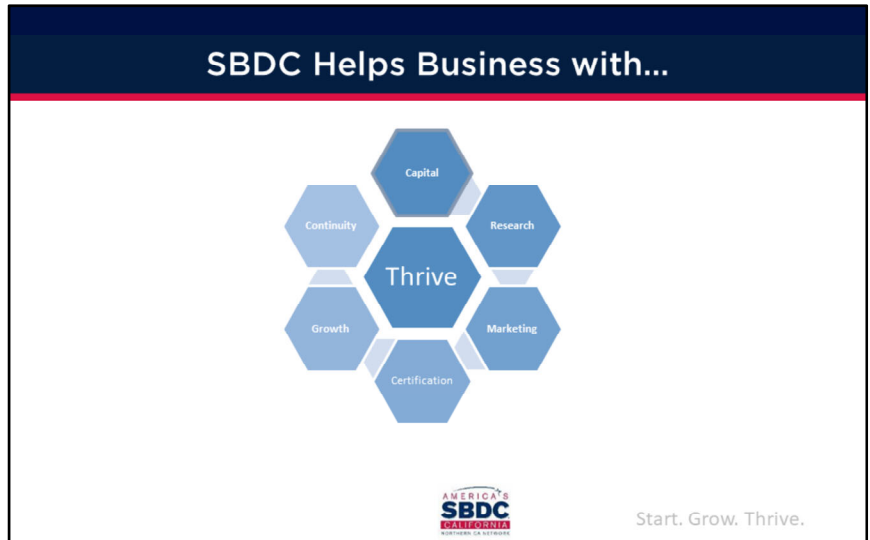 SBDC Helps Business with...
Capital
Continuity
Research
Thrive
Growth
Marketing
Certification
AMERICA'S
SBDC
CALIFORNIA
NORTHERN CA NETWORK
Start. Grow. Thrive.